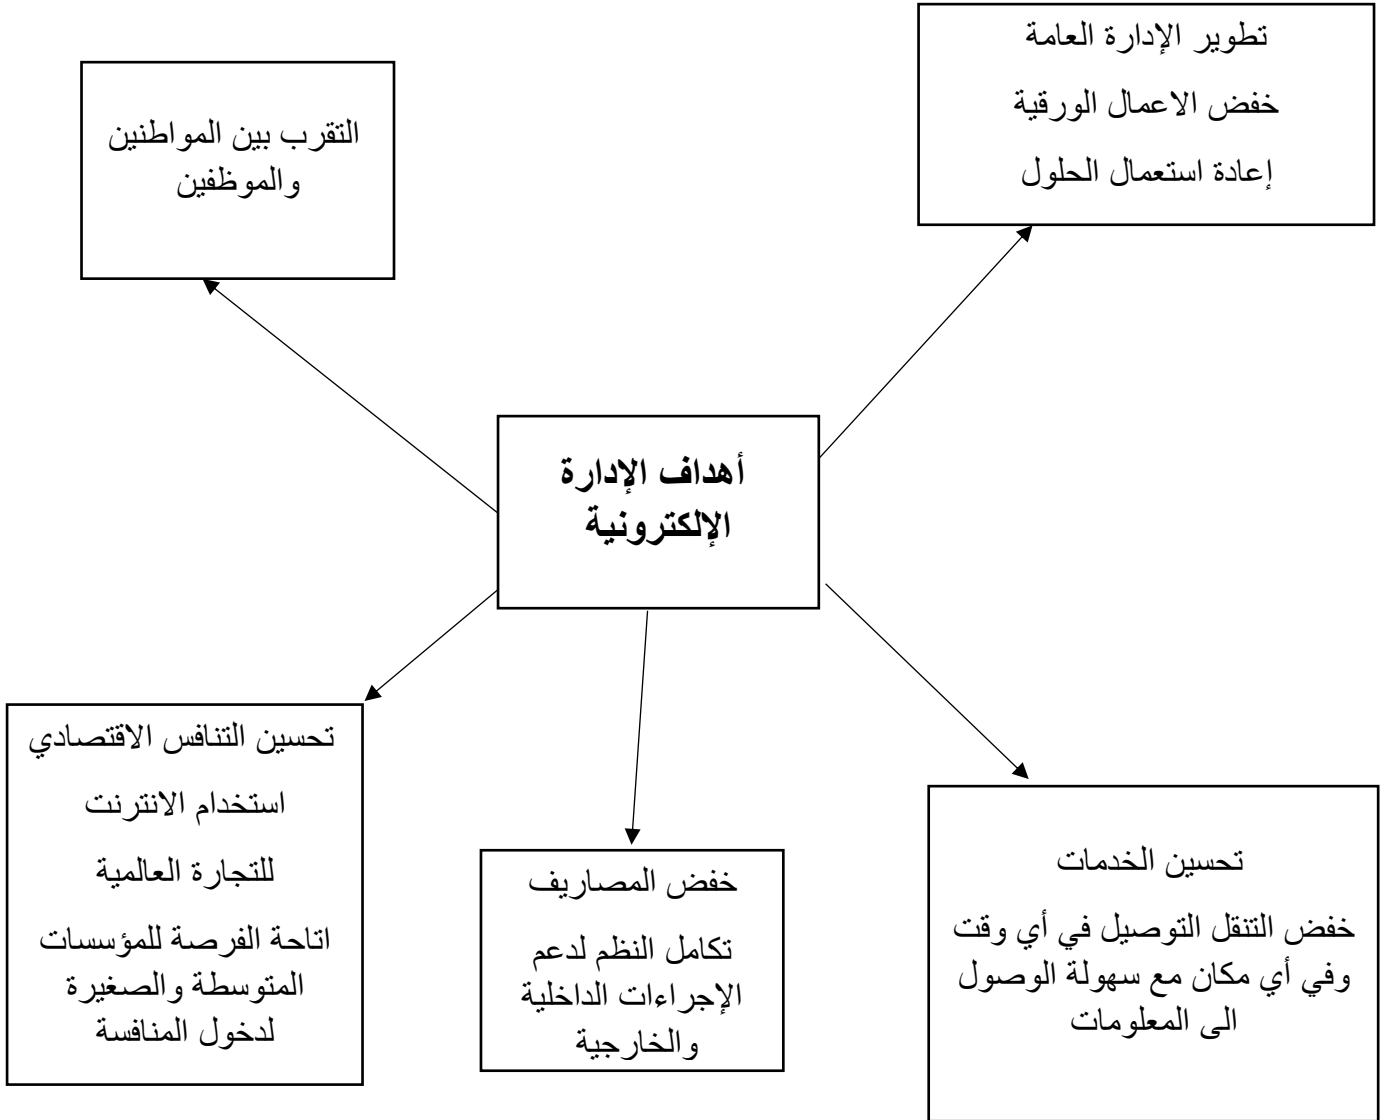 تطوير الإدارة العامة
خفض الاعمال الورقية
إعادة استعمال الحلول
التقرب بين المواطنين
والموظفين
أهداف الإدارة
الإلكترونية
تحسين الخدمات
خفض التنقل التوصيل في أي وقت
وفي أي مكان مع سهولة الوصول
الى المعلومات
خفض المصاريف
تكامل النظم لدعم
الإجراءات الداخلية
والخارجية
تحسين التنافس الاقتصادي
استخدام الانترنت
للتجارة العالمية
اتاحة الفرصة للمؤسسات
المتوسطة والصغيرة
لدخول المنافسة